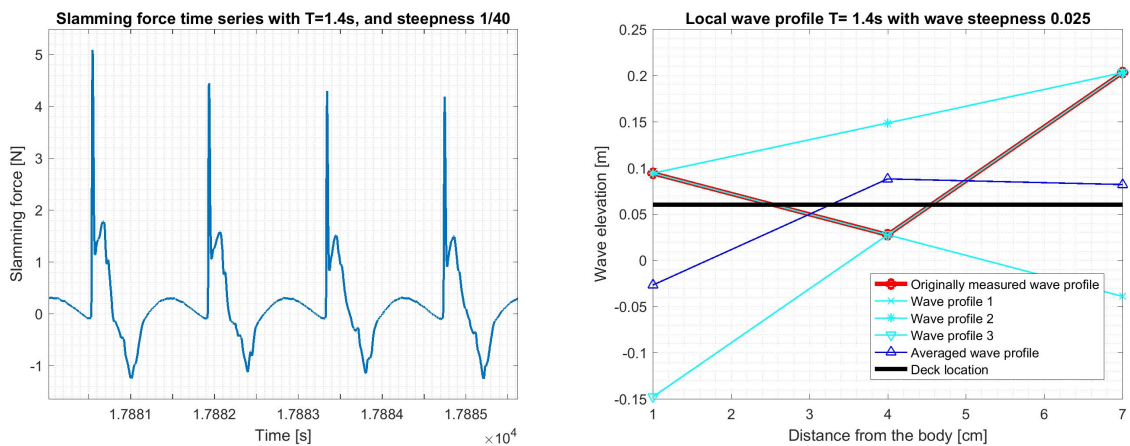 Slamming force time series with T=1.4s, and steepness 1/40
5
4
3
2
1
0
-1
Slamming force [N]
1.7881
1.7882
1.7883
1.7884
1.7885
Time [s]
×10⁴
Local wave profile T= 1.4s with wave steepness 0.025
0.25
0.2
0.15
0.1
0.05
0
-0.05
-0.1
-0.15
Wave elevation [m]
Originally measured wave profile
Wave profile 1
Wave profile 2
Wave profile 3
Averaged wave profile
Deck location
1
2
3
4
5
6
7
Distance from the body [cm]